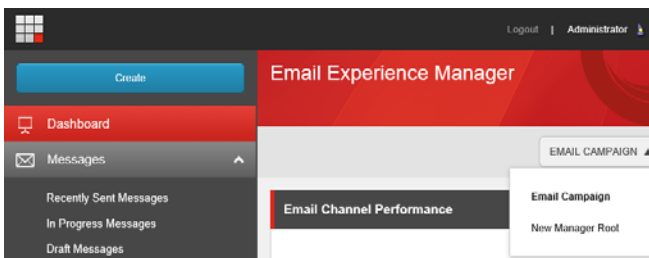 Logout | Administrator
Create
Email Experience Manager
Dashboard
Messages
EMAIL CAMPAIGN
Recently Sent Messages
In Progress Messages
Draft Messages
Email Channel Performance
Email Campaign
New Manager Root